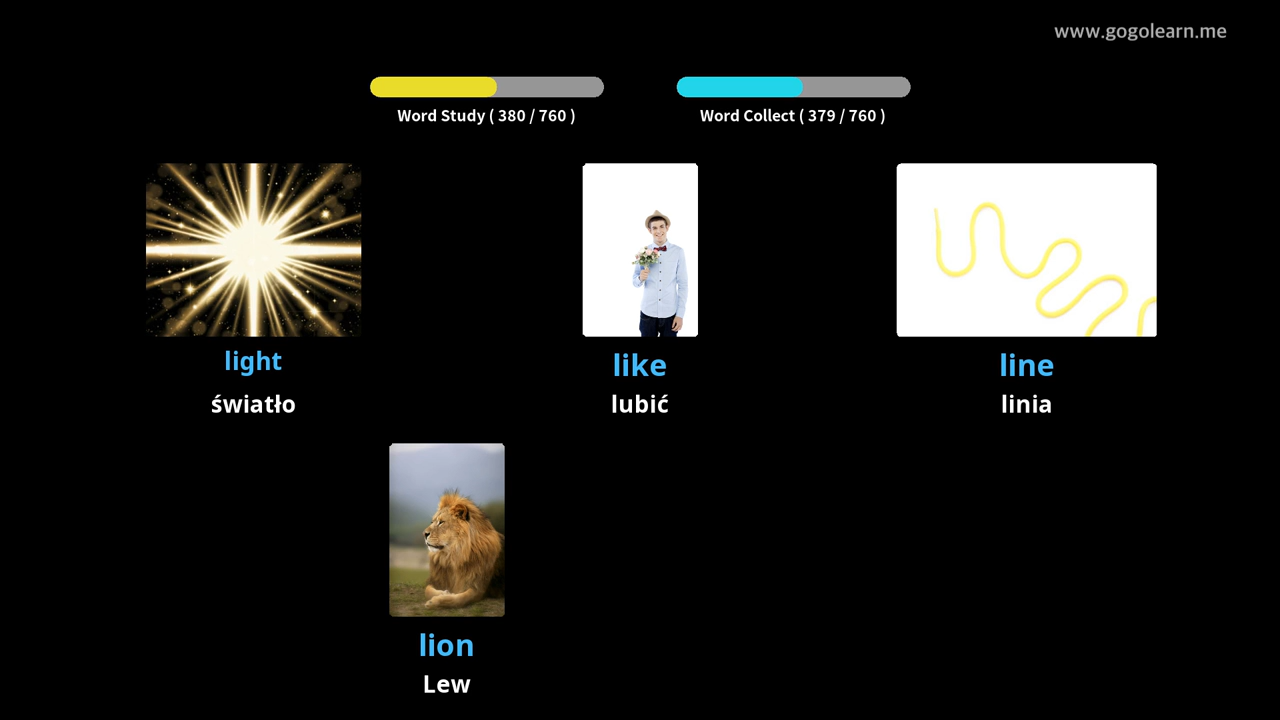 www.gogolearn.me
Word Study ( 380 / 760 )
Word Collect ( 379 / 760 )
light
like
line
światło
lubić
linia
lion
Lew